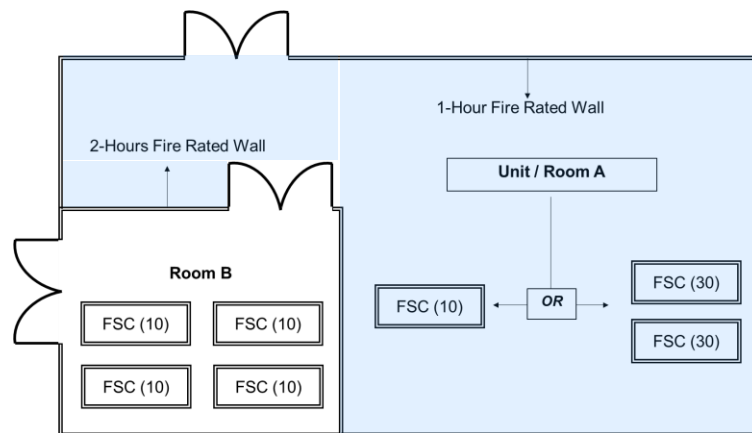 1-Hour Fire Rated Wall
2-Hours Fire Rated Wall
Unit / Room A
Room B
FSC (10)
FSC (10)
FSC (10)
FSC (10)
FSC (10)
OR
FSC (30)
FSC (30)